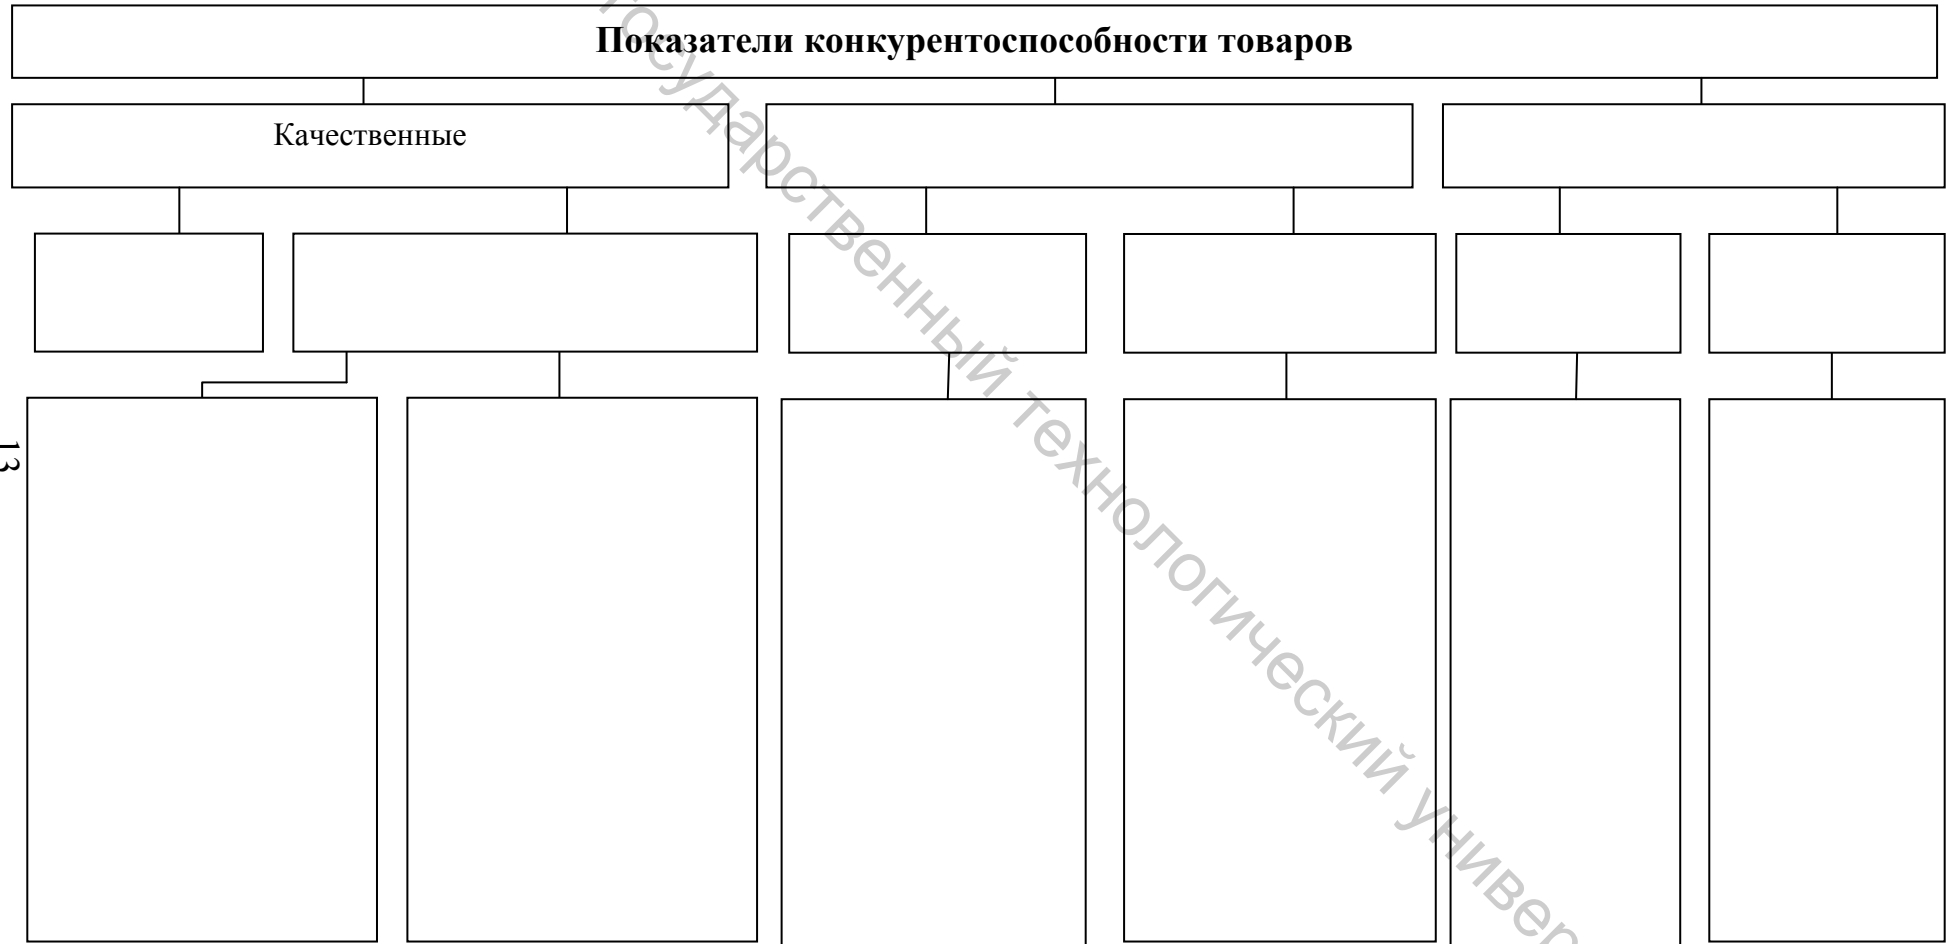 Показатели конкурентоспособности товаров
Качественные
13
государственный технологический универ